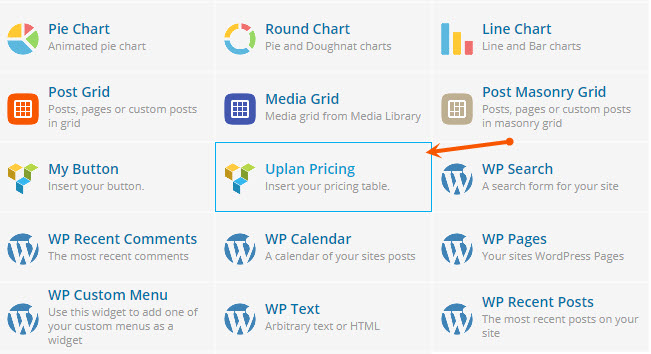 Pie Chart
Animated pie chart
Round Chart
Pie and Doughnat charts
Line Chart
Line and Bar charts
Post Grid
Posts, pages or custom posts
in grid
Media Grid
Media grid from Media Library
Post Masonry Grid
Posts, pages or custom posts
in masonry grid
My Button
Insert your button.
Uplan Pricing
Insert your pricing table.
WP Search
A search form for your site
WP Recent Comments
The most recent comments
WP Calendar
A calendar of your sites posts
WP Pages
Your sites WordPress Pages
WP Custom Menu
Use this widget to add one of
your custom menus as a
widget
WP Text
Arbitrary text or HTML
WP Recent Posts
The most recent posts on your
site